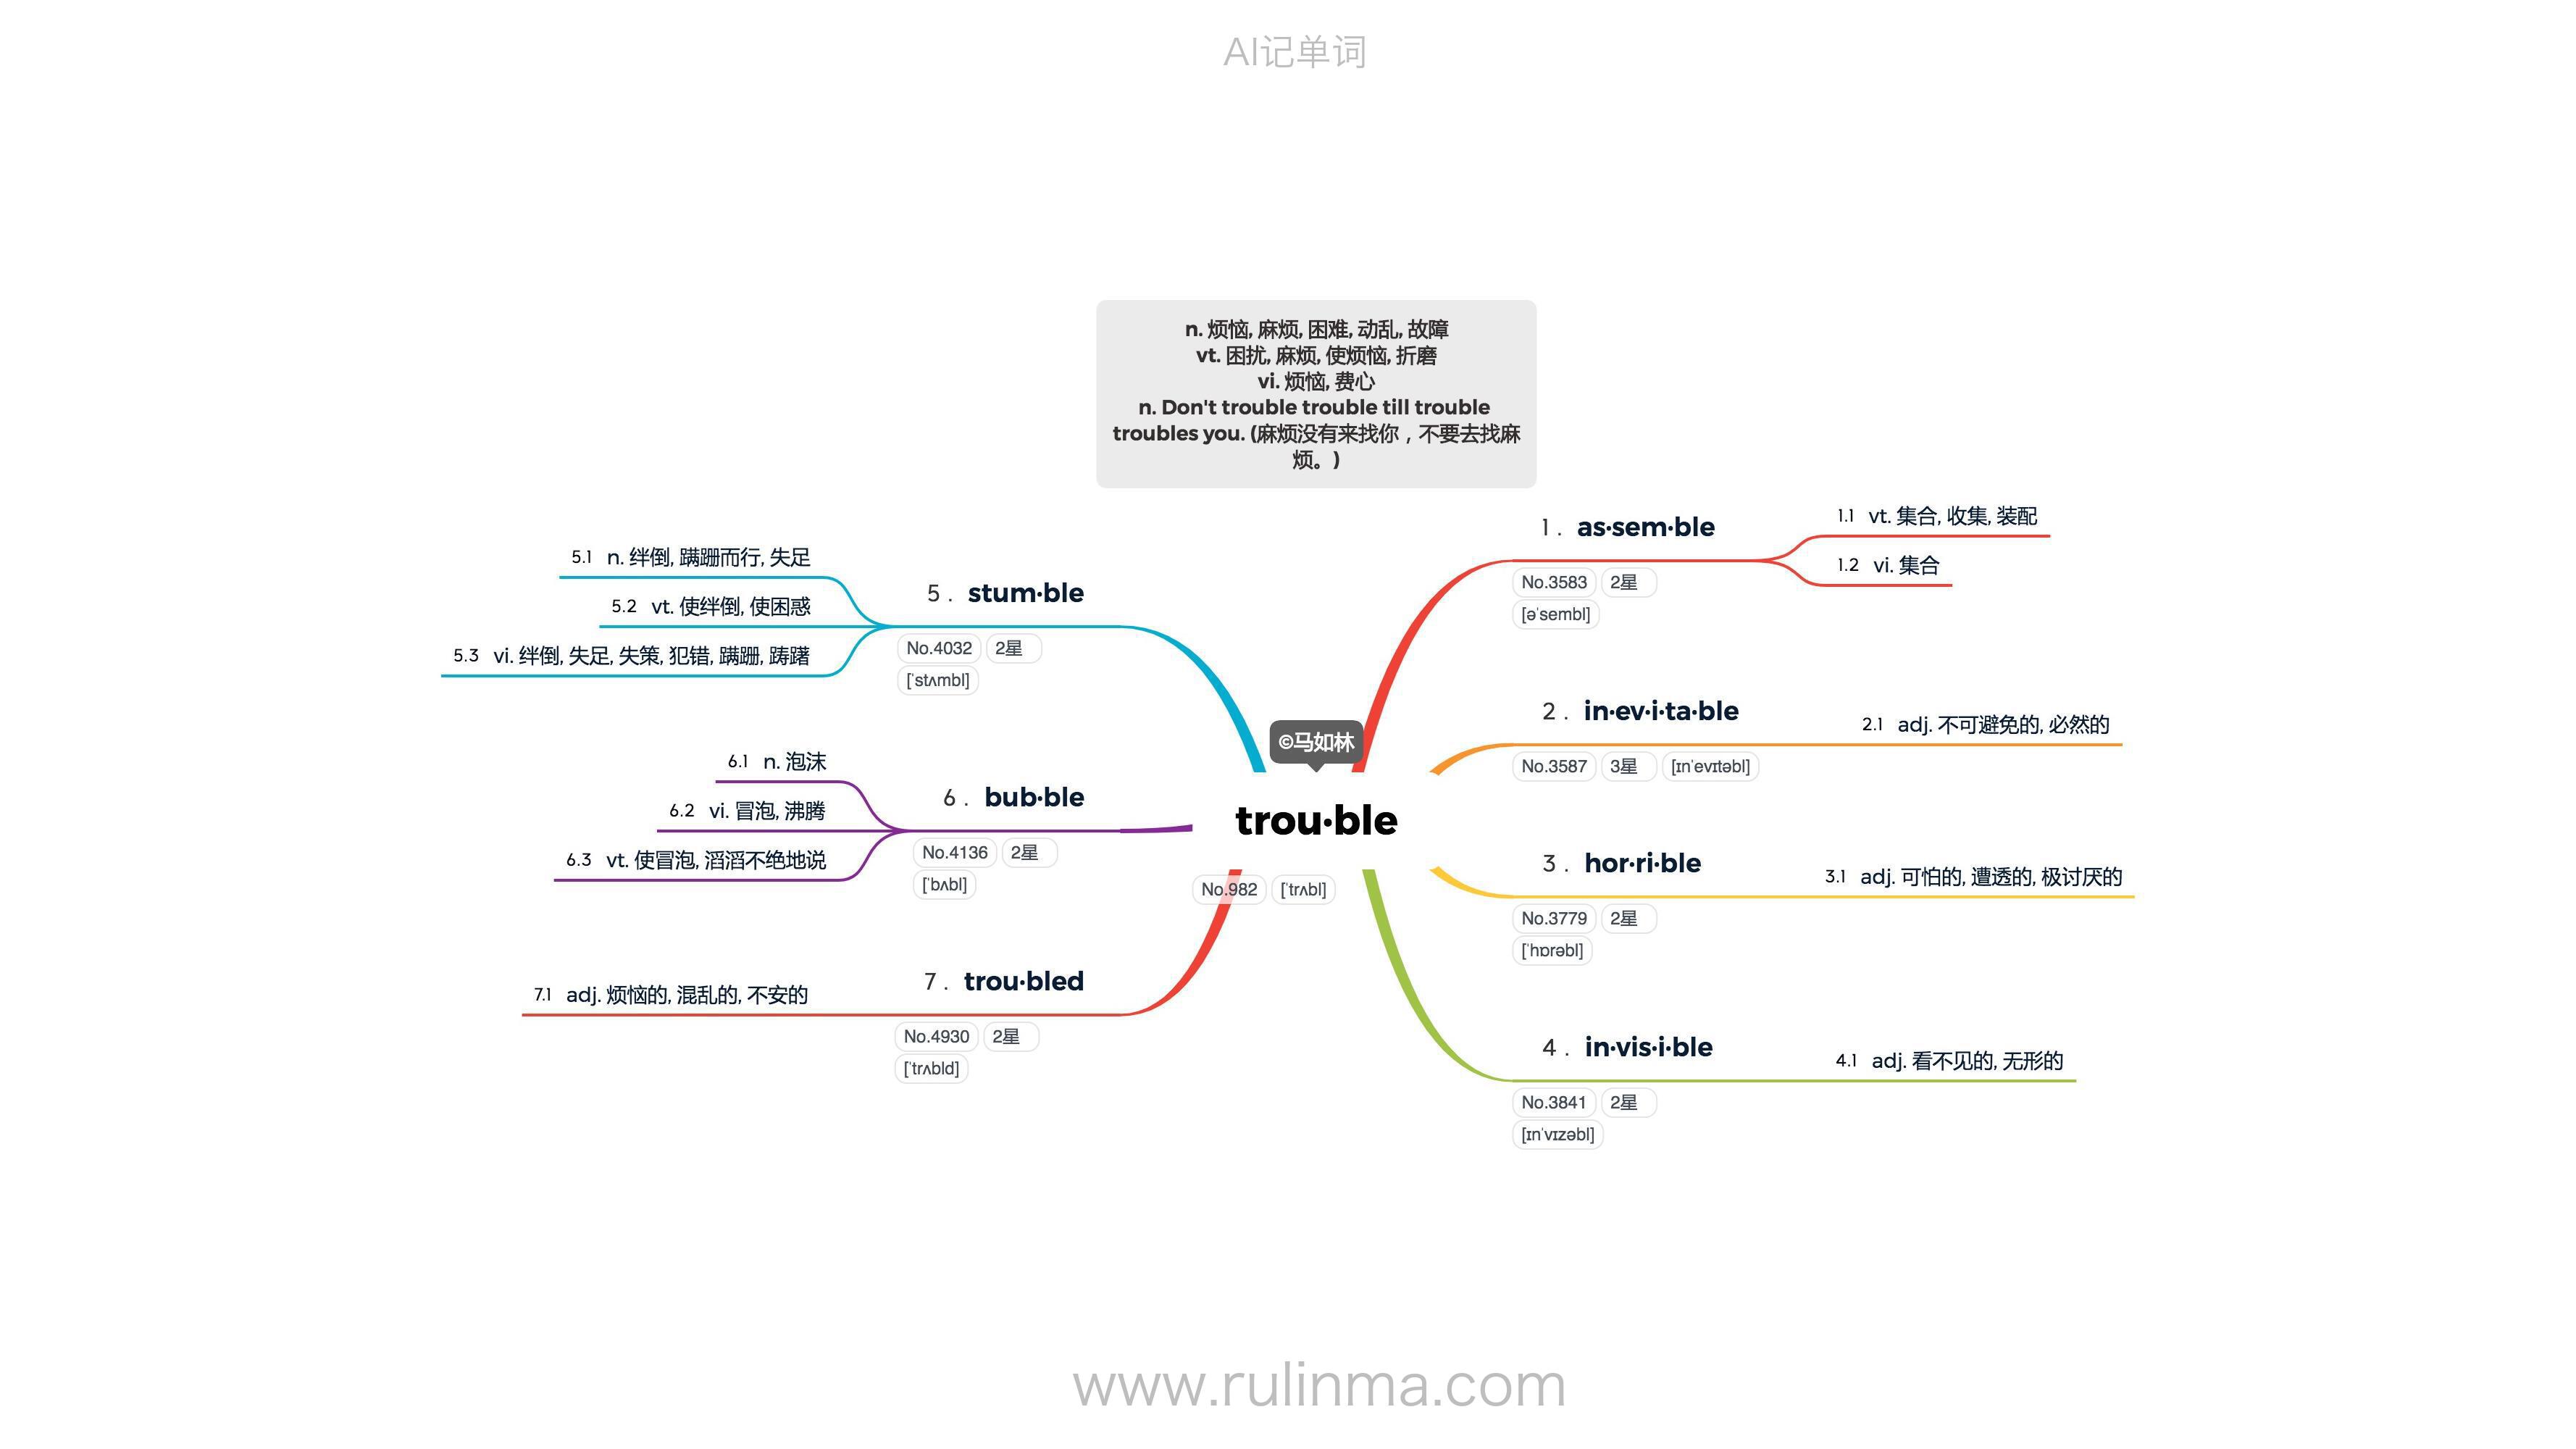 AI记单词
n. 烦恼, 麻烦, 困难, 动乱, 故障
vt. 困扰, 麻烦, 使烦恼, 折磨
vi. 烦恼, 费心
n. Don't trouble trouble till trouble
troubles you. (麻烦没有来找你，不要去找麻
烦。)
©马如林
trou·ble
No.982 [ˈtrʌbl]
1 . as·sem·ble
No.3583 2星
[əˈsembl]
1.1 vt. 集合, 收集, 装配
1.2 vi. 集合
2 . in·ev·i·ta·ble
No.3587 3星 [ɪnˈevɪtəbl]
2.1 adj. 不可避免的, 必然的
3 . hor·ri·ble
No.3779 2星
[ˈhɒrəbl]
3.1 adj. 可怕的, 遭透的, 极讨厌的
4 . in·vis·i·ble
No.3841 2星
[ɪnˈvɪzəbl]
4.1 adj. 看不见的, 无形的
5 . stum·ble
No.4032 2星
[ˈstʌmbl]
5.1 n. 绊倒, 蹒跚而行, 失足
5.2 vt. 使绊倒, 使困惑
5.3 vi. 绊倒, 失足, 失策, 犯错, 蹒跚, 踌躇
6 . bub·ble
No.4136 2星
[ˈbʌbl]
6.1 n. 泡沫
6.2 vi. 冒泡, 沸腾
6.3 vt. 使冒泡, 滔滔不绝地说
7 . trou·bled
No.4930 2星
[ˈtrʌbld]
7.1 adj. 烦恼的, 混乱的, 不安的
www.rulinma.com